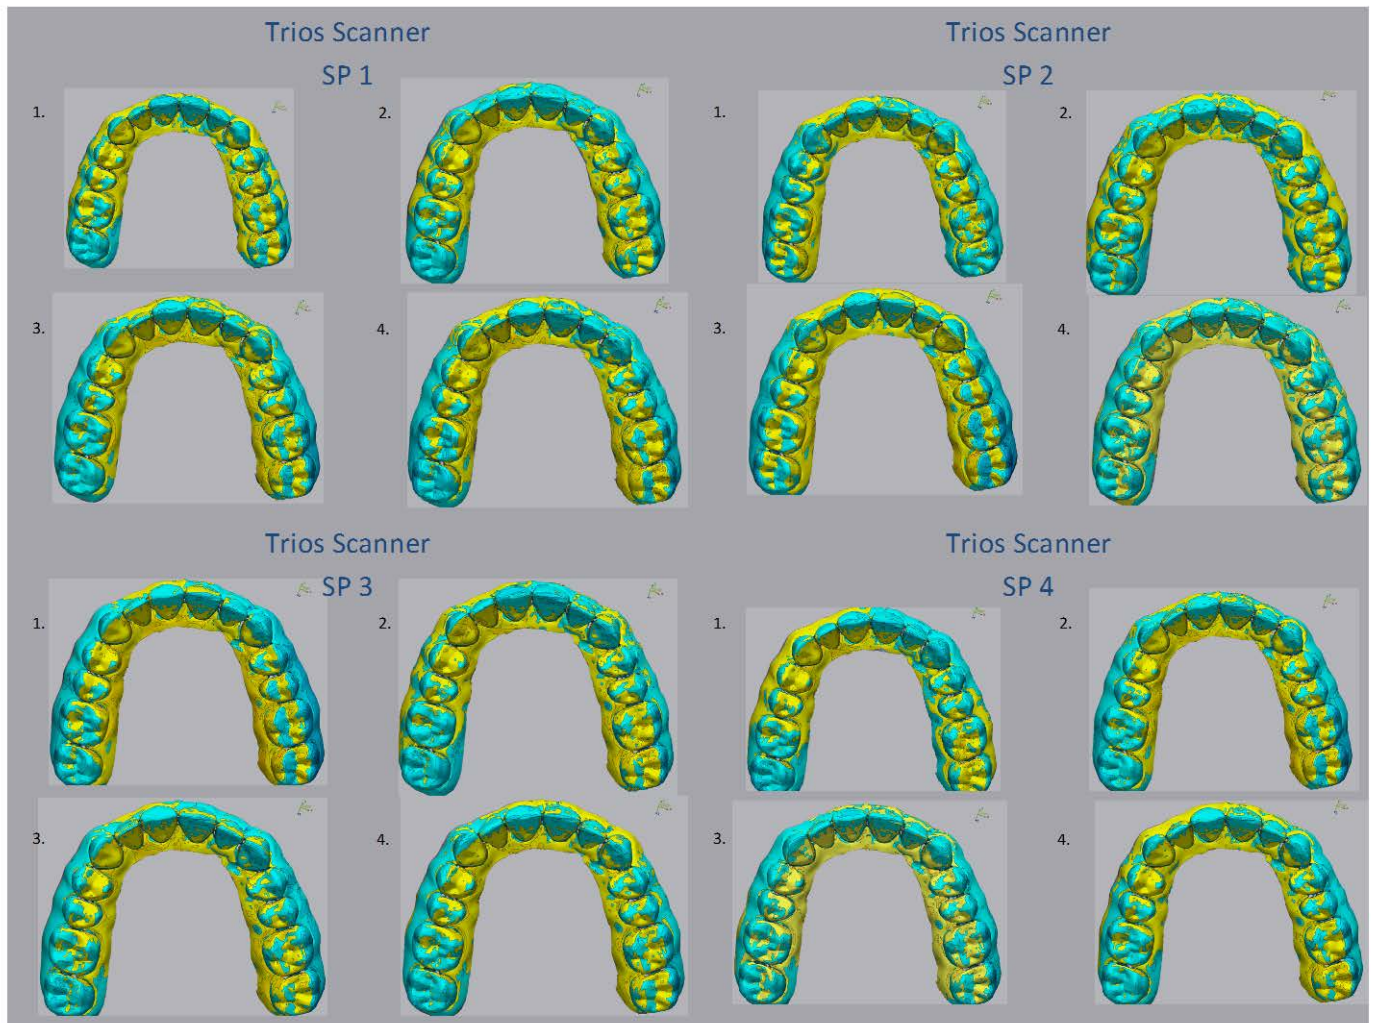 Trios Scanner
SP 1
1.
2.
3.
4.
Trios Scanner
SP 2
1.
2.
3.
4.
Trios Scanner
SP 3
1.
2.
3.
4.
Trios Scanner
SP 4
1.
2.
3.
4.